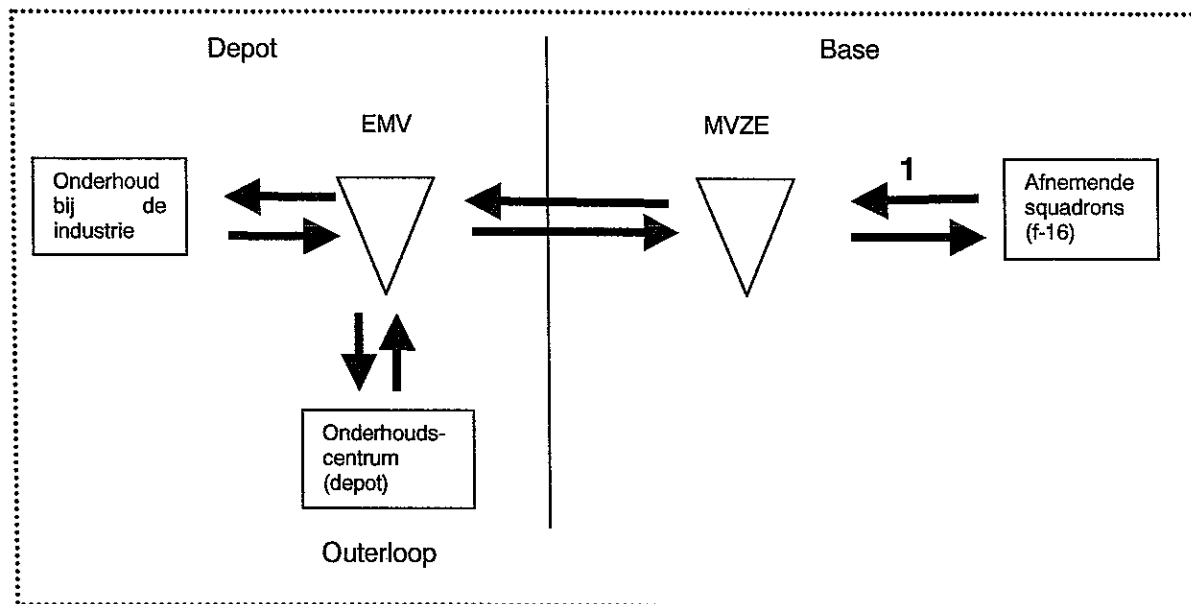 Depot
Base
EMV
MVZE
1
Onderhoud
bij de
industrie
Afnemende
squadrons
(f-16)
Onderhouds-
centrum
(depot)
Outerloop